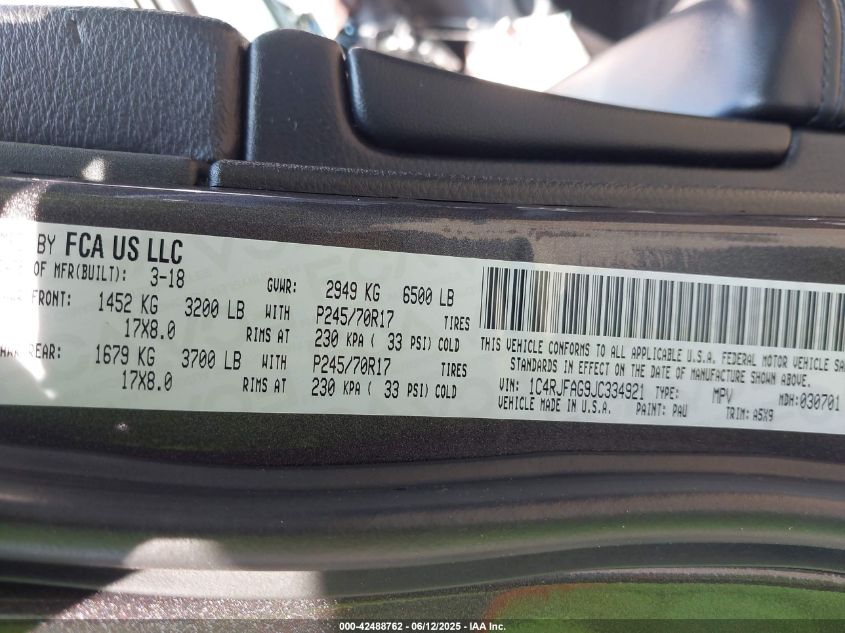 BY FCA US LLC
OF MFR(BUILT): 3-18 GVWR: 2949 KG 6500 LB
FRONT: 1452 KG 3200 LB WITH P245/70R17 TIRES
17X8.0 RIMS AT 230 KPA ( 33 PSI) COLD
REAR: 1679 KG 3700 LB WITH P245/70R17 TIRES
17X8.0 RIMS AT 230 KPA ( 33 PSI) COLD
THIS VEHICLE CONFORMS TO ALL APPLICABLE U.S.A. FEDERAL MOTOR VEHICLE SA
STANDARDS IN EFFECT ON THE DATE OF MANUFACTURE SHOWN ABOVE.
VIN: 1C4RJFAG9JC334921 TYPE: MPV MDH:030701
VEHICLE MADE IN U.S.A. PAINT: PAU TRIM: A5X9
000-42488762 - 06/12/2025 - IAA Inc.